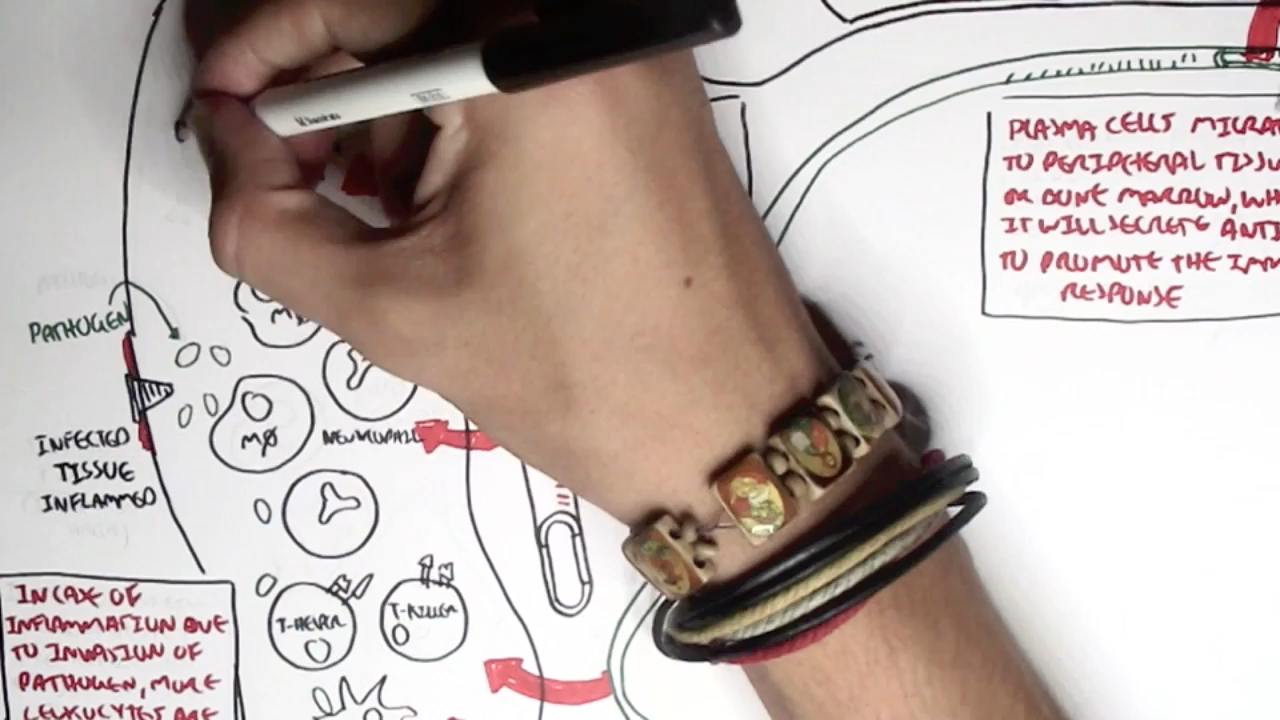 PLASMA CELLS MIGRA
TO PERIPHERAL TISSU
OR BONE MARROW, WH
IT WILL SECRETE ANTI
TO PROMOTE THE IMM
RESPONSE
PATHOGEN
MØ
MØ
NEUTROPHIL
INFECTED
TISSUE
INFLAMMED
T-HELPER
T-KILLER
IN CASE OF
INFLAMMATION DUE
TO INVASION OF
PATHOGEN, MORE
LEUKOCYTES ARE